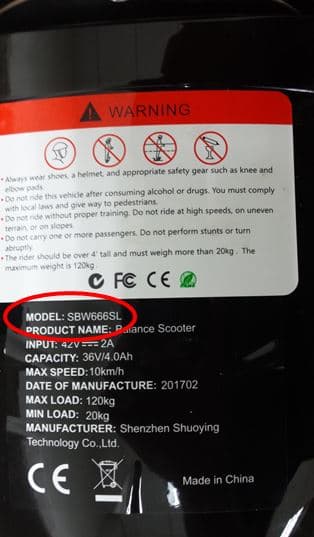 WARNING
• Always wear shoes, a helmet, and appropriate safety gear such as knee and
elbow pads.
• Do not ride this vehicle after consuming alcohol or drugs. You must comply
with local laws and give way to pedestrians.
• Do not ride without proper training. Do not ride at high speeds, on uneven
terrain, or on slopes.
• Do not carry one or more passengers. Do not perform stunts or turn
abruptly.
• The rider should be over 4' tall and must weigh more than 20kg . The
maximum weight is 120kg
FC CE
MODEL: SBW666SL
PRODUCT NAME: Balance Scooter
INPUT: 42V⎓2A
CAPACITY: 36V/4.0Ah
MAX SPEED:10km/h
DATE OF MANUFACTURE: 201702
MAX LOAD: 120kg
MIN LOAD: 20kg
MANUFACTURER: Shenzhen Shuoying
Technology Co.,Ltd.
CE Made in China